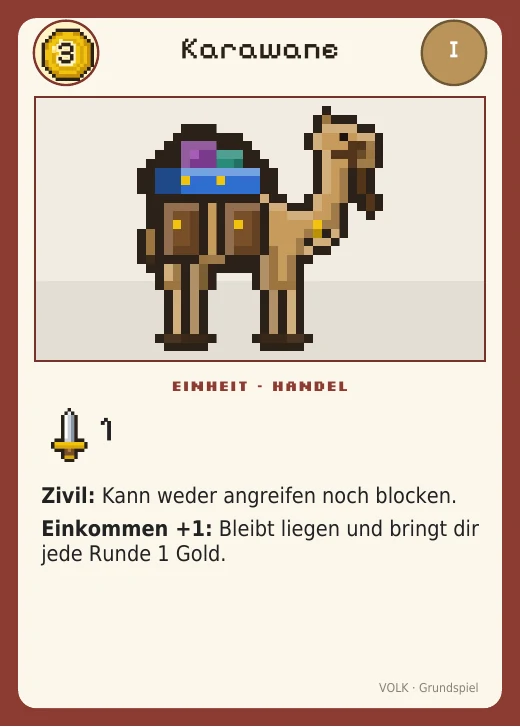 3
Karawane
I
EINHEIT · HANDEL
1
Zivil: Kann weder angreifen noch blocken.
Einkommen +1: Bleibt liegen und bringt dir
jede Runde 1 Gold.
VOLK · Grundspiel